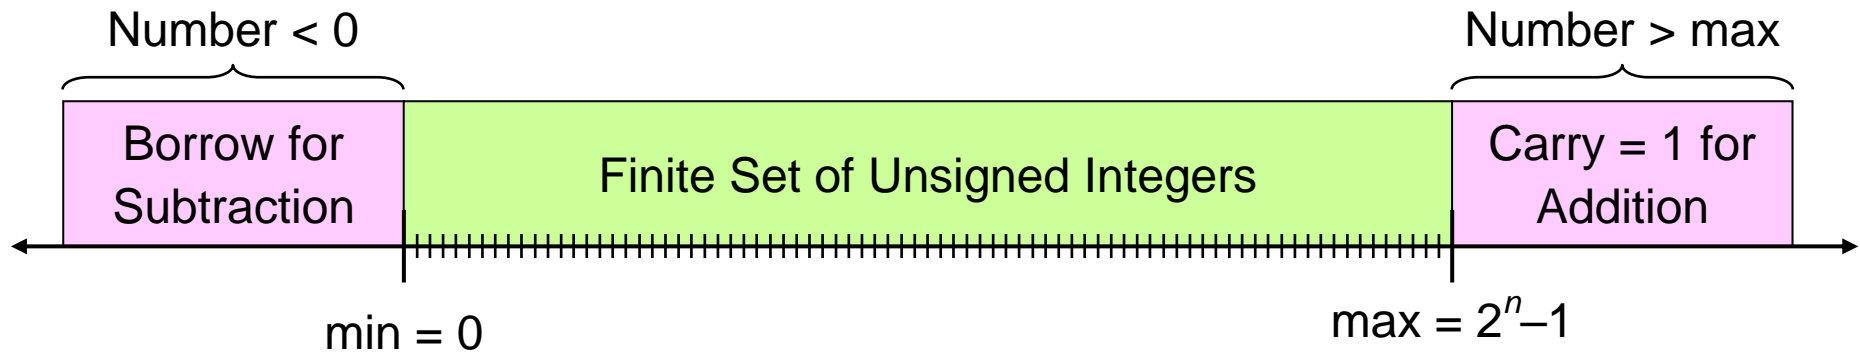 Number < 0
Number > max
Borrow for
Subtraction
Finite Set of Unsigned Integers
Carry = 1 for
Addition
min = 0
max = 2ⁿ–1